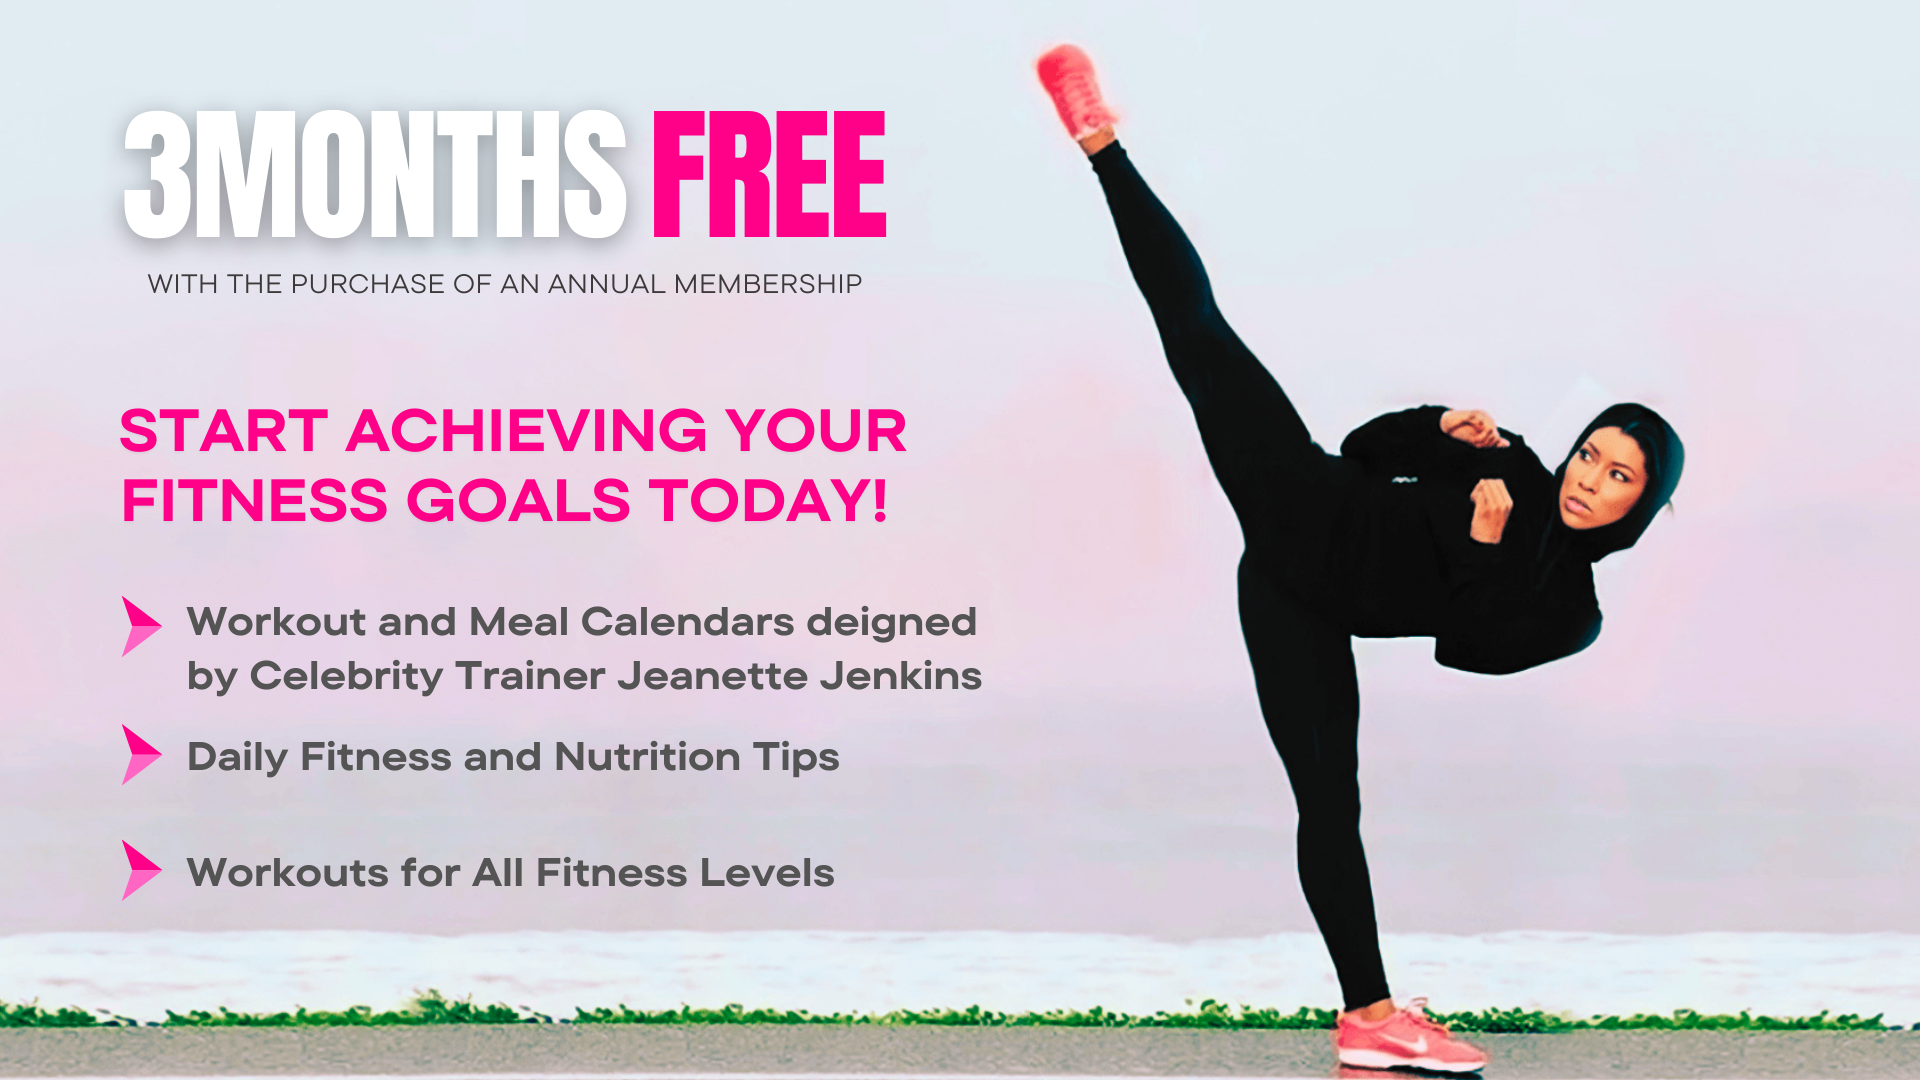 3MONTHS FREE
WITH THE PURCHASE OF AN ANNUAL MEMBERSHIP
START ACHIEVING YOUR
FITNESS GOALS TODAY!
Workout and Meal Calendars deigned
by Celebrity Trainer Jeanette Jenkins
Daily Fitness and Nutrition Tips
Workouts for All Fitness Levels